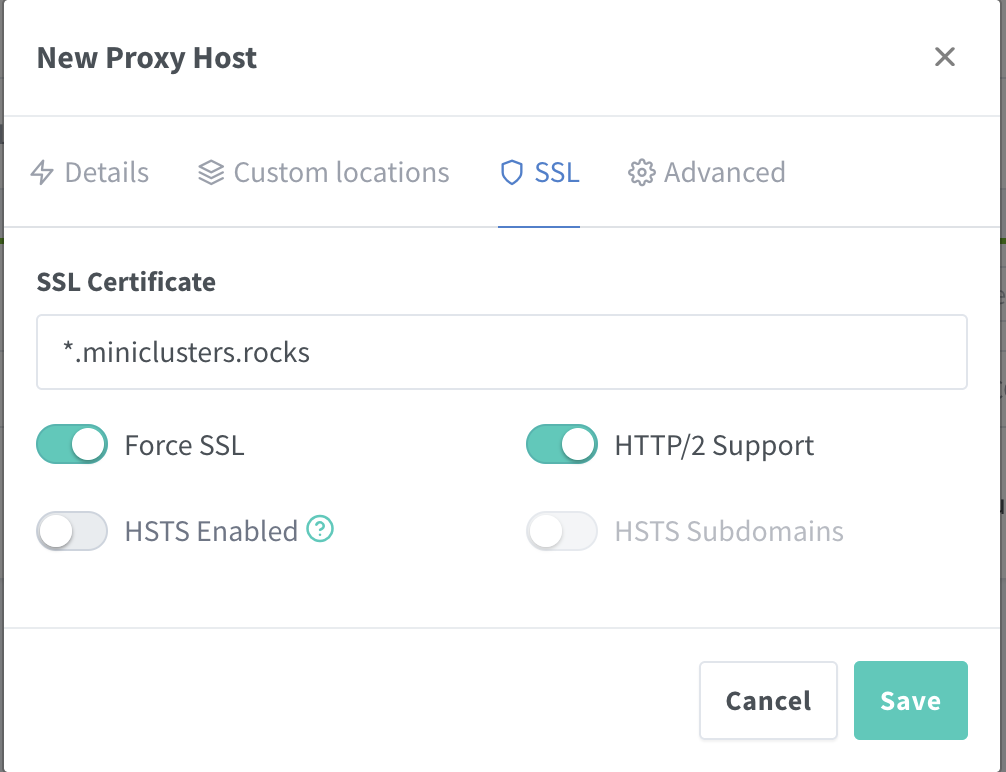 New Proxy Host
Details Custom locations SSL Advanced
SSL Certificate
*.miniclusters.rocks
Force SSL HTTP/2 Support
HSTS Enabled ? HSTS Subdomains
Cancel Save